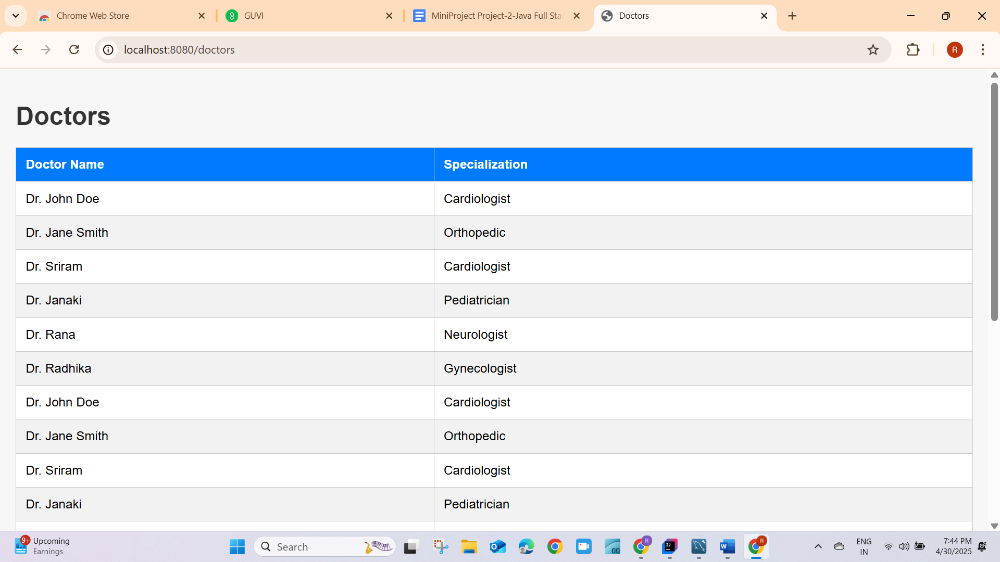 Chrome Web Store
GUVI
MiniProject Project-2-Java Full Sta
Doctors
localhost:8080/doctors
R
Doctors
Doctor Name Specialization
Dr. John Doe Cardiologist
Dr. Jane Smith Orthopedic
Dr. Sriram Cardiologist
Dr. Janaki Pediatrician
Dr. Rana Neurologist
Dr. Radhika Gynecologist
Dr. John Doe Cardiologist
Dr. Jane Smith Orthopedic
Dr. Sriram Cardiologist
Dr. Janaki Pediatrician
9+
Upcoming
Earnings
Search
R
R
ENG
IN
7:44 PM
4/30/2025